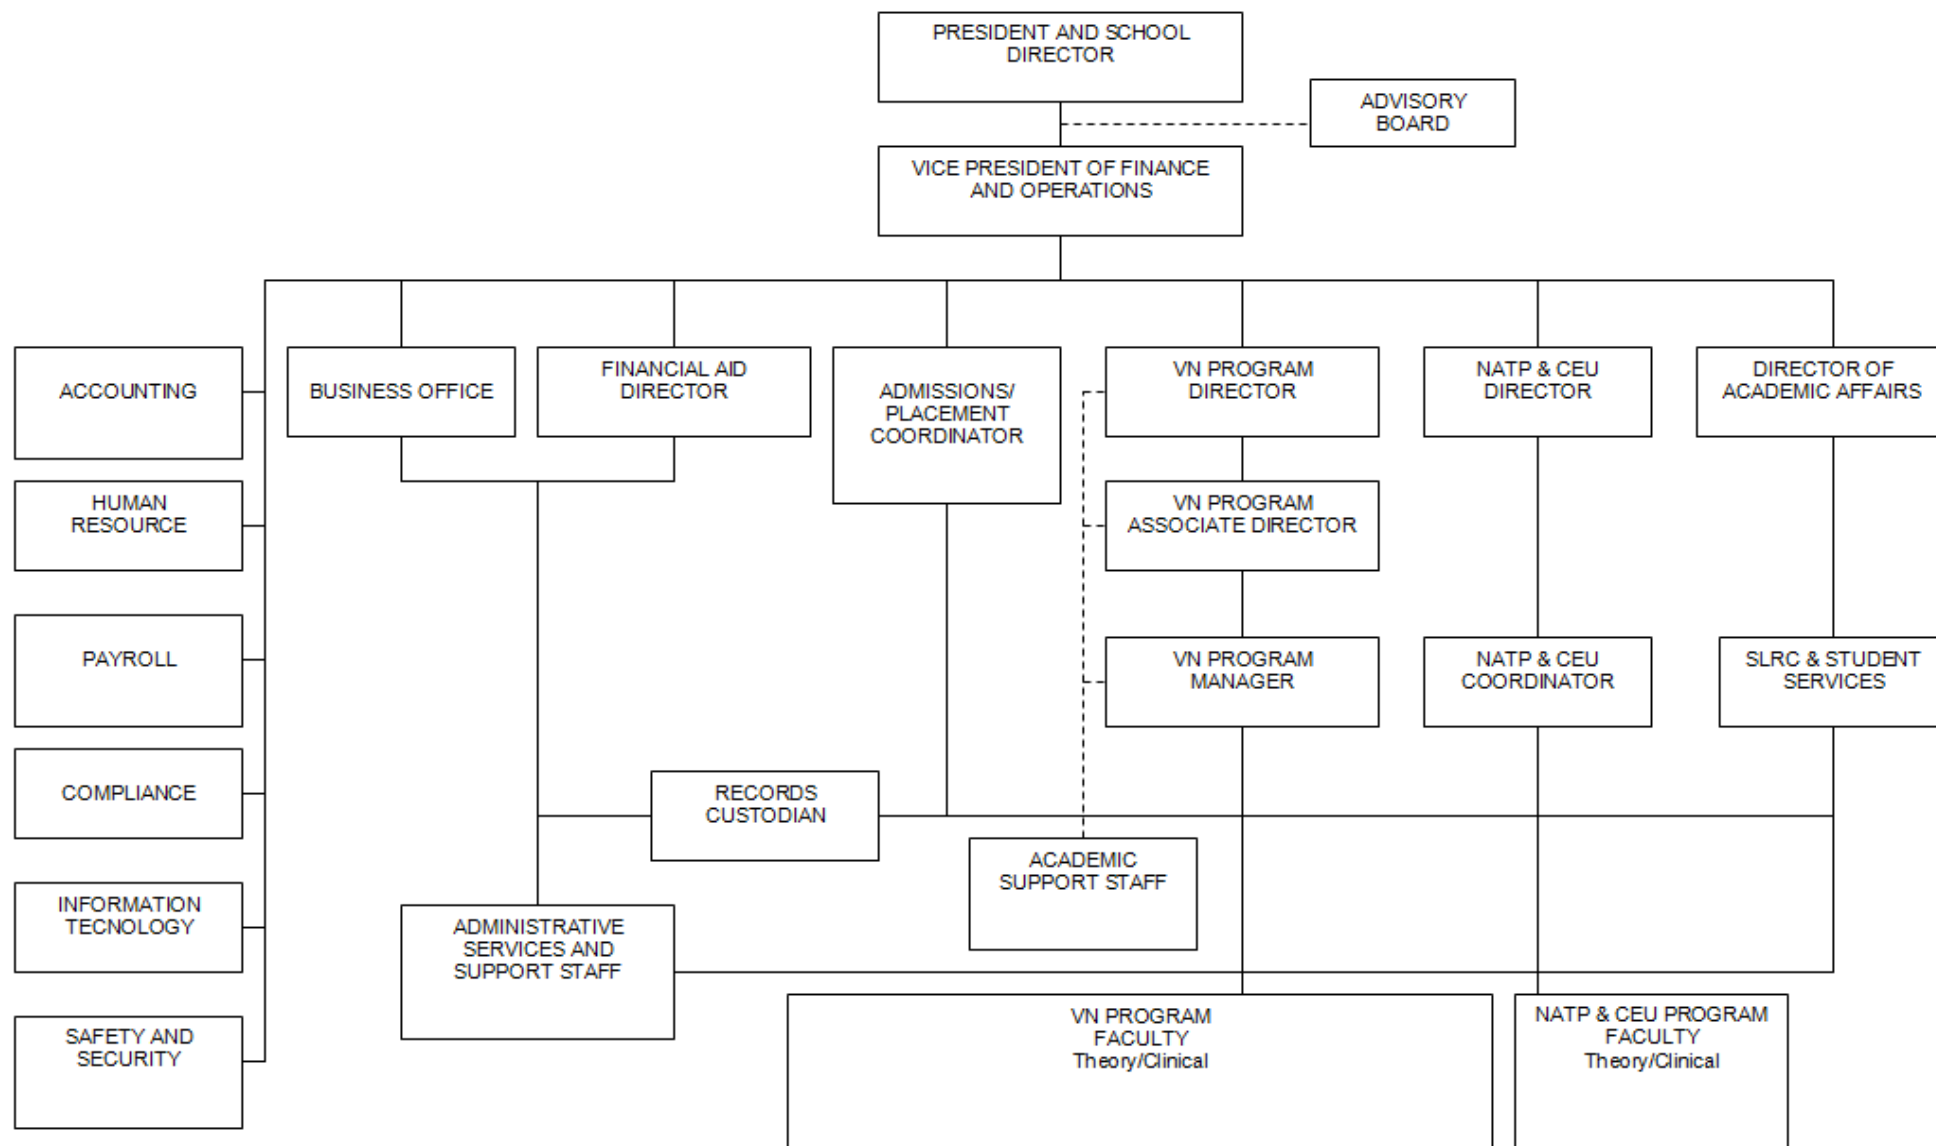 PRESIDENT AND SCHOOL
DIRECTOR
ADVISORY
BOARD
VICE PRESIDENT OF FINANCE
AND OPERATIONS
ACCOUNTING
BUSINESS OFFICE
FINANCIAL AID
DIRECTOR
ADMISSIONS/
PLACEMENT
COORDINATOR
VN PROGRAM
DIRECTOR
NATP & CEU
DIRECTOR
DIRECTOR OF
ACADEMIC AFFAIRS
HUMAN
RESOURCE
VN PROGRAM
ASSOCIATE DIRECTOR
PAYROLL
VN PROGRAM
MANAGER
NATP & CEU
COORDINATOR
SLRC & STUDENT
SERVICES
COMPLIANCE
RECORDS
CUSTODIAN
ACADEMIC
SUPPORT STAFF
INFORMATION
TECNOLOGY
ADMINISTRATIVE
SERVICES AND
SUPPORT STAFF
SAFETY AND
SECURITY
VN PROGRAM
FACULTY
Theory/Clinical
NATP & CEU PROGRAM
FACULTY
Theory/Clinical